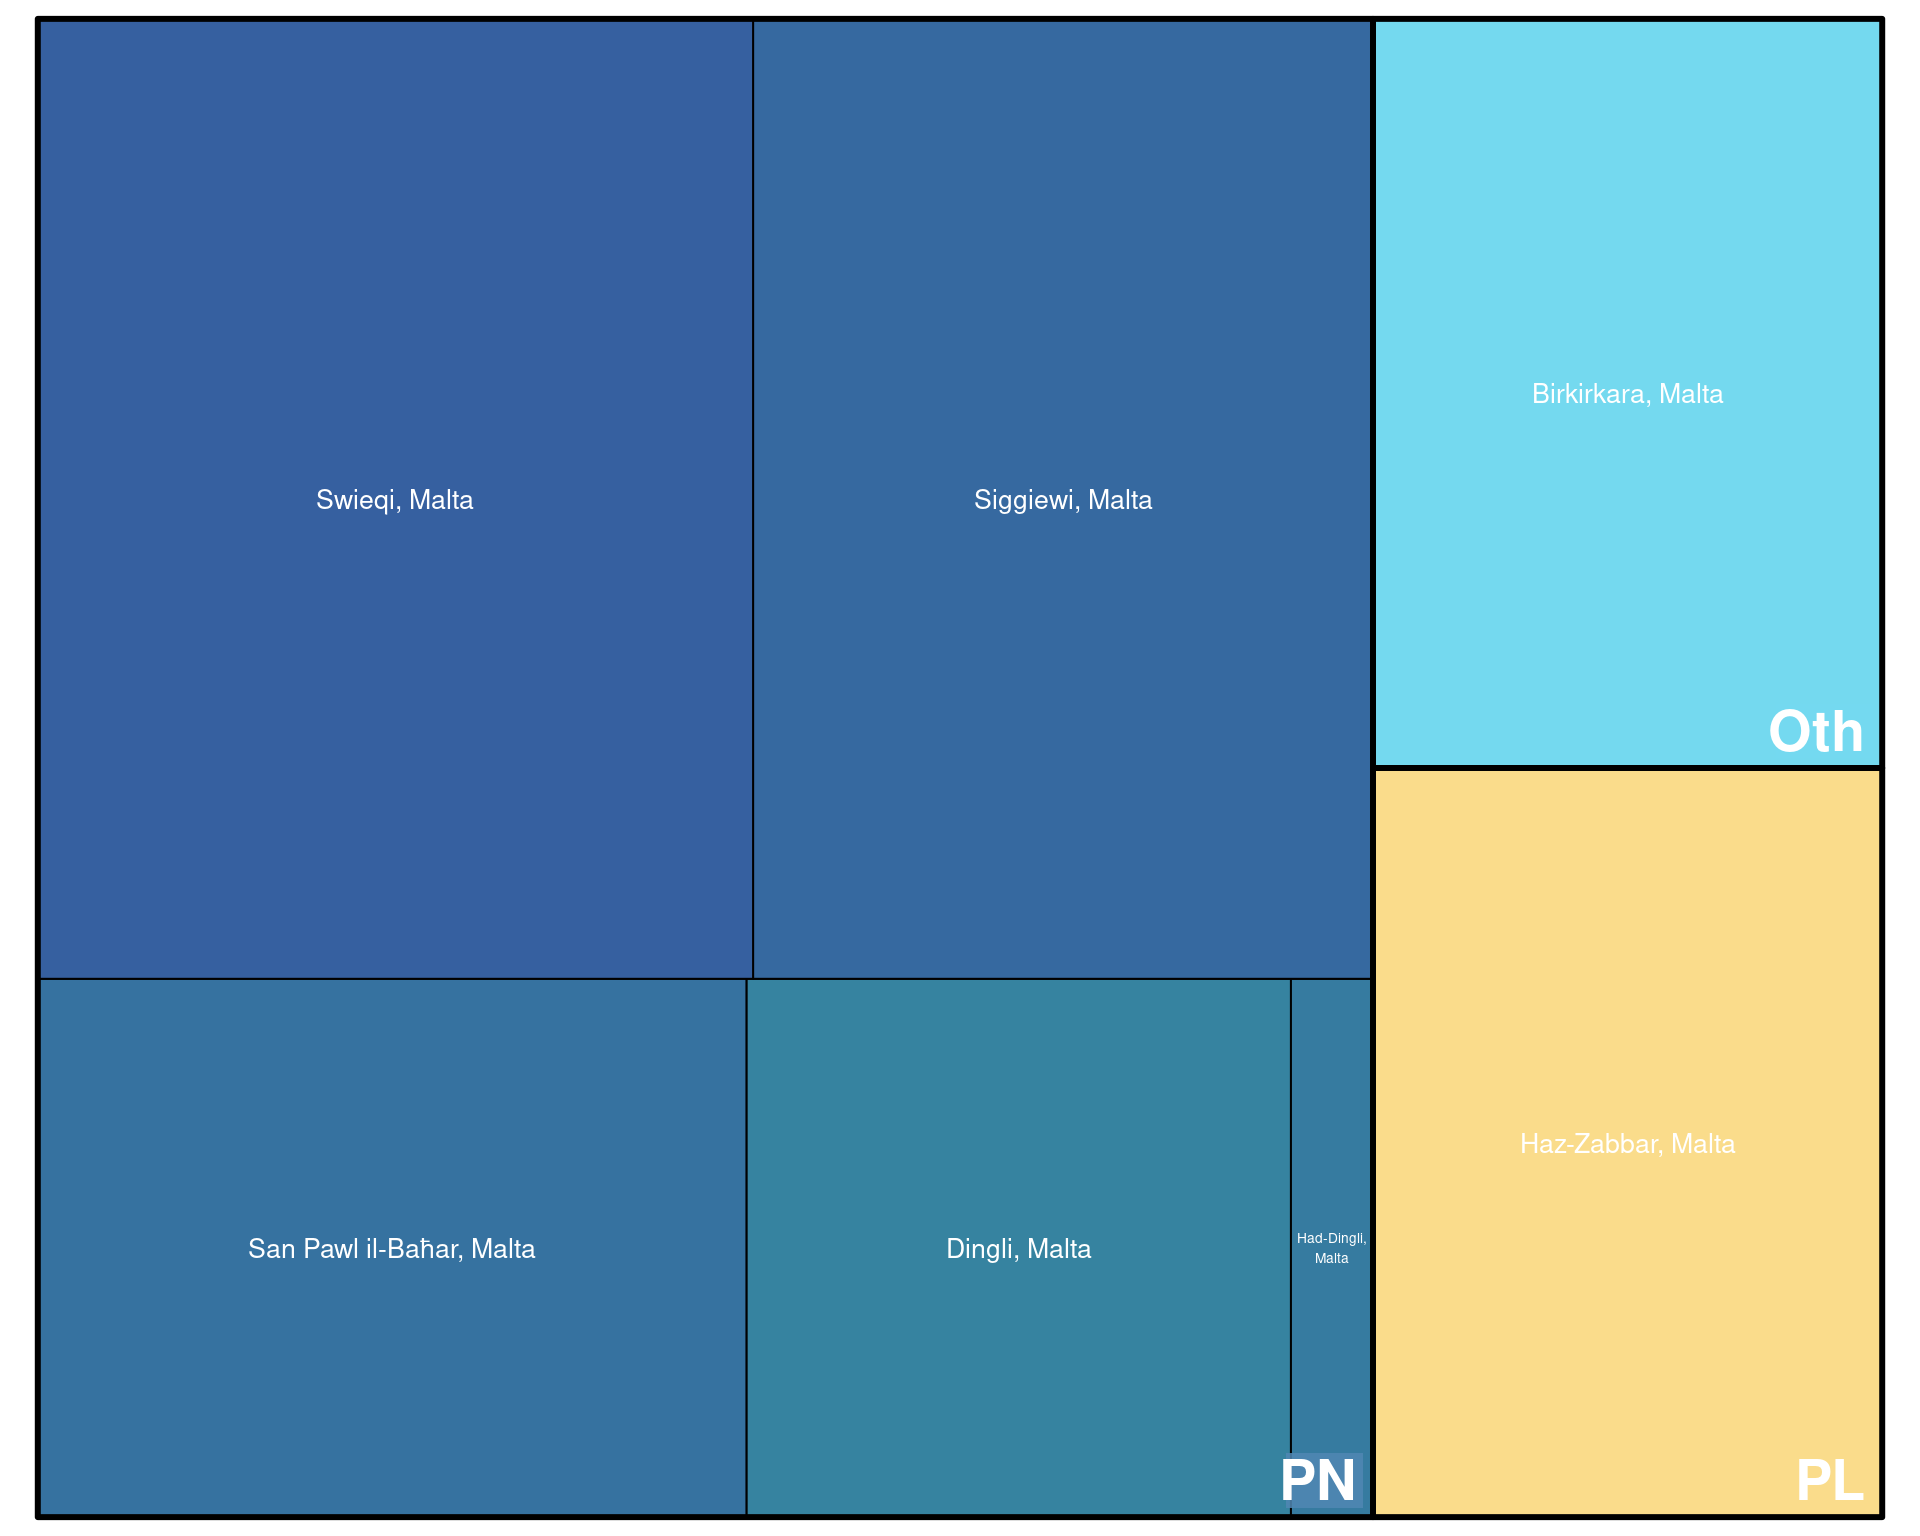 Swieqi, Malta
Siggiewi, Malta
Birkirkara, Malta
Oth
San Pawl il-Baħar, Malta
Dingli, Malta
Had-Dingli,
Malta
PN
Haz-Zabbar, Malta
PL